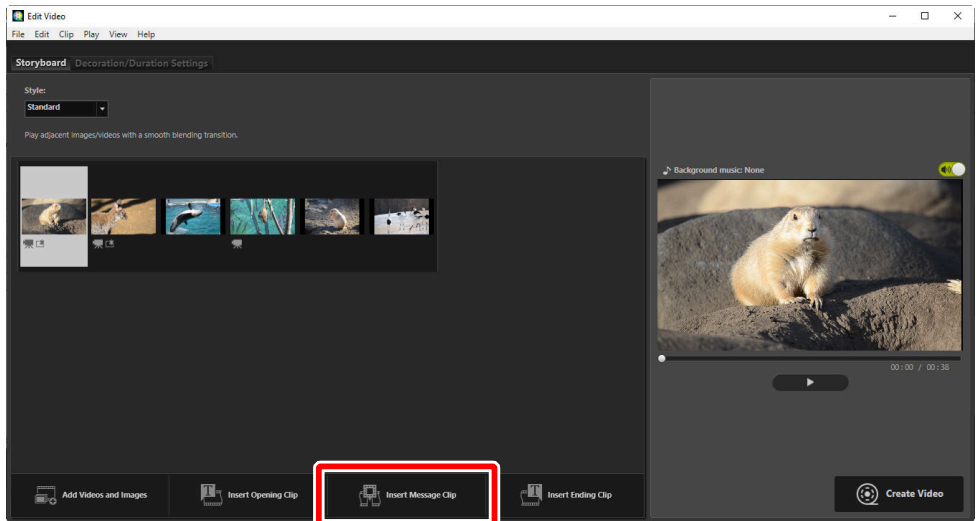 Edit Video
File Edit Clip Play View Help
Storyboard Decoration/Duration Settings
Style:
Standard
Play adjacent images/videos with a smooth blending transition.
Background music: None
00:00 / 00:38
Add Videos and Images
Insert Opening Clip
Insert Message Clip
Insert Ending Clip
Create Video